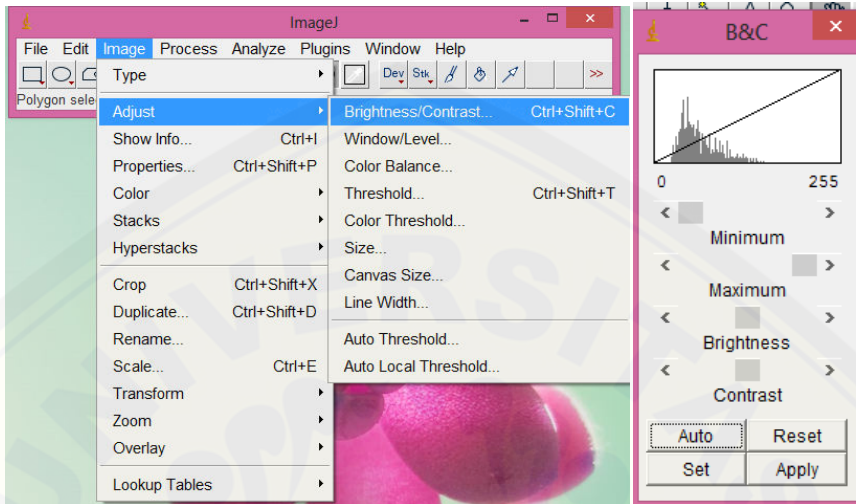 ImageJ
File Edit Image Process Analyze Plugins Window Help
Dev Stk >>
Polygon sele
Type
Adjust
Show Info... Ctrl+I
Properties... Ctrl+Shift+P
Color
Stacks
Hyperstacks
Crop Ctrl+Shift+X
Duplicate... Ctrl+Shift+D
Rename...
Scale... Ctrl+E
Transform
Zoom
Overlay
Lookup Tables
Brightness/Contrast... Ctrl+Shift+C
Window/Level...
Color Balance...
Threshold... Ctrl+Shift+T
Color Threshold...
Size...
Canvas Size...
Line Width...
Auto Threshold...
Auto Local Threshold...
B&C
0 255
Minimum
Maximum
Brightness
Contrast
Auto Reset
Set Apply
UNIVERSITA